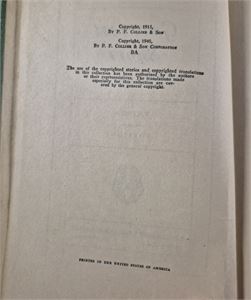 Copyright, 1915,
By P. F. Collier & Son
Copyright, 1940,
By P. F. Collier & Son Corporation
BA
The use of the copyrighted stories and copyrighted translations
in this collection has been authorized by the authors
or their representatives. The translations made
especially for this collection are cov-
ered by the general copyright.
PRINTED IN THE UNITED STATES OF AMERICA